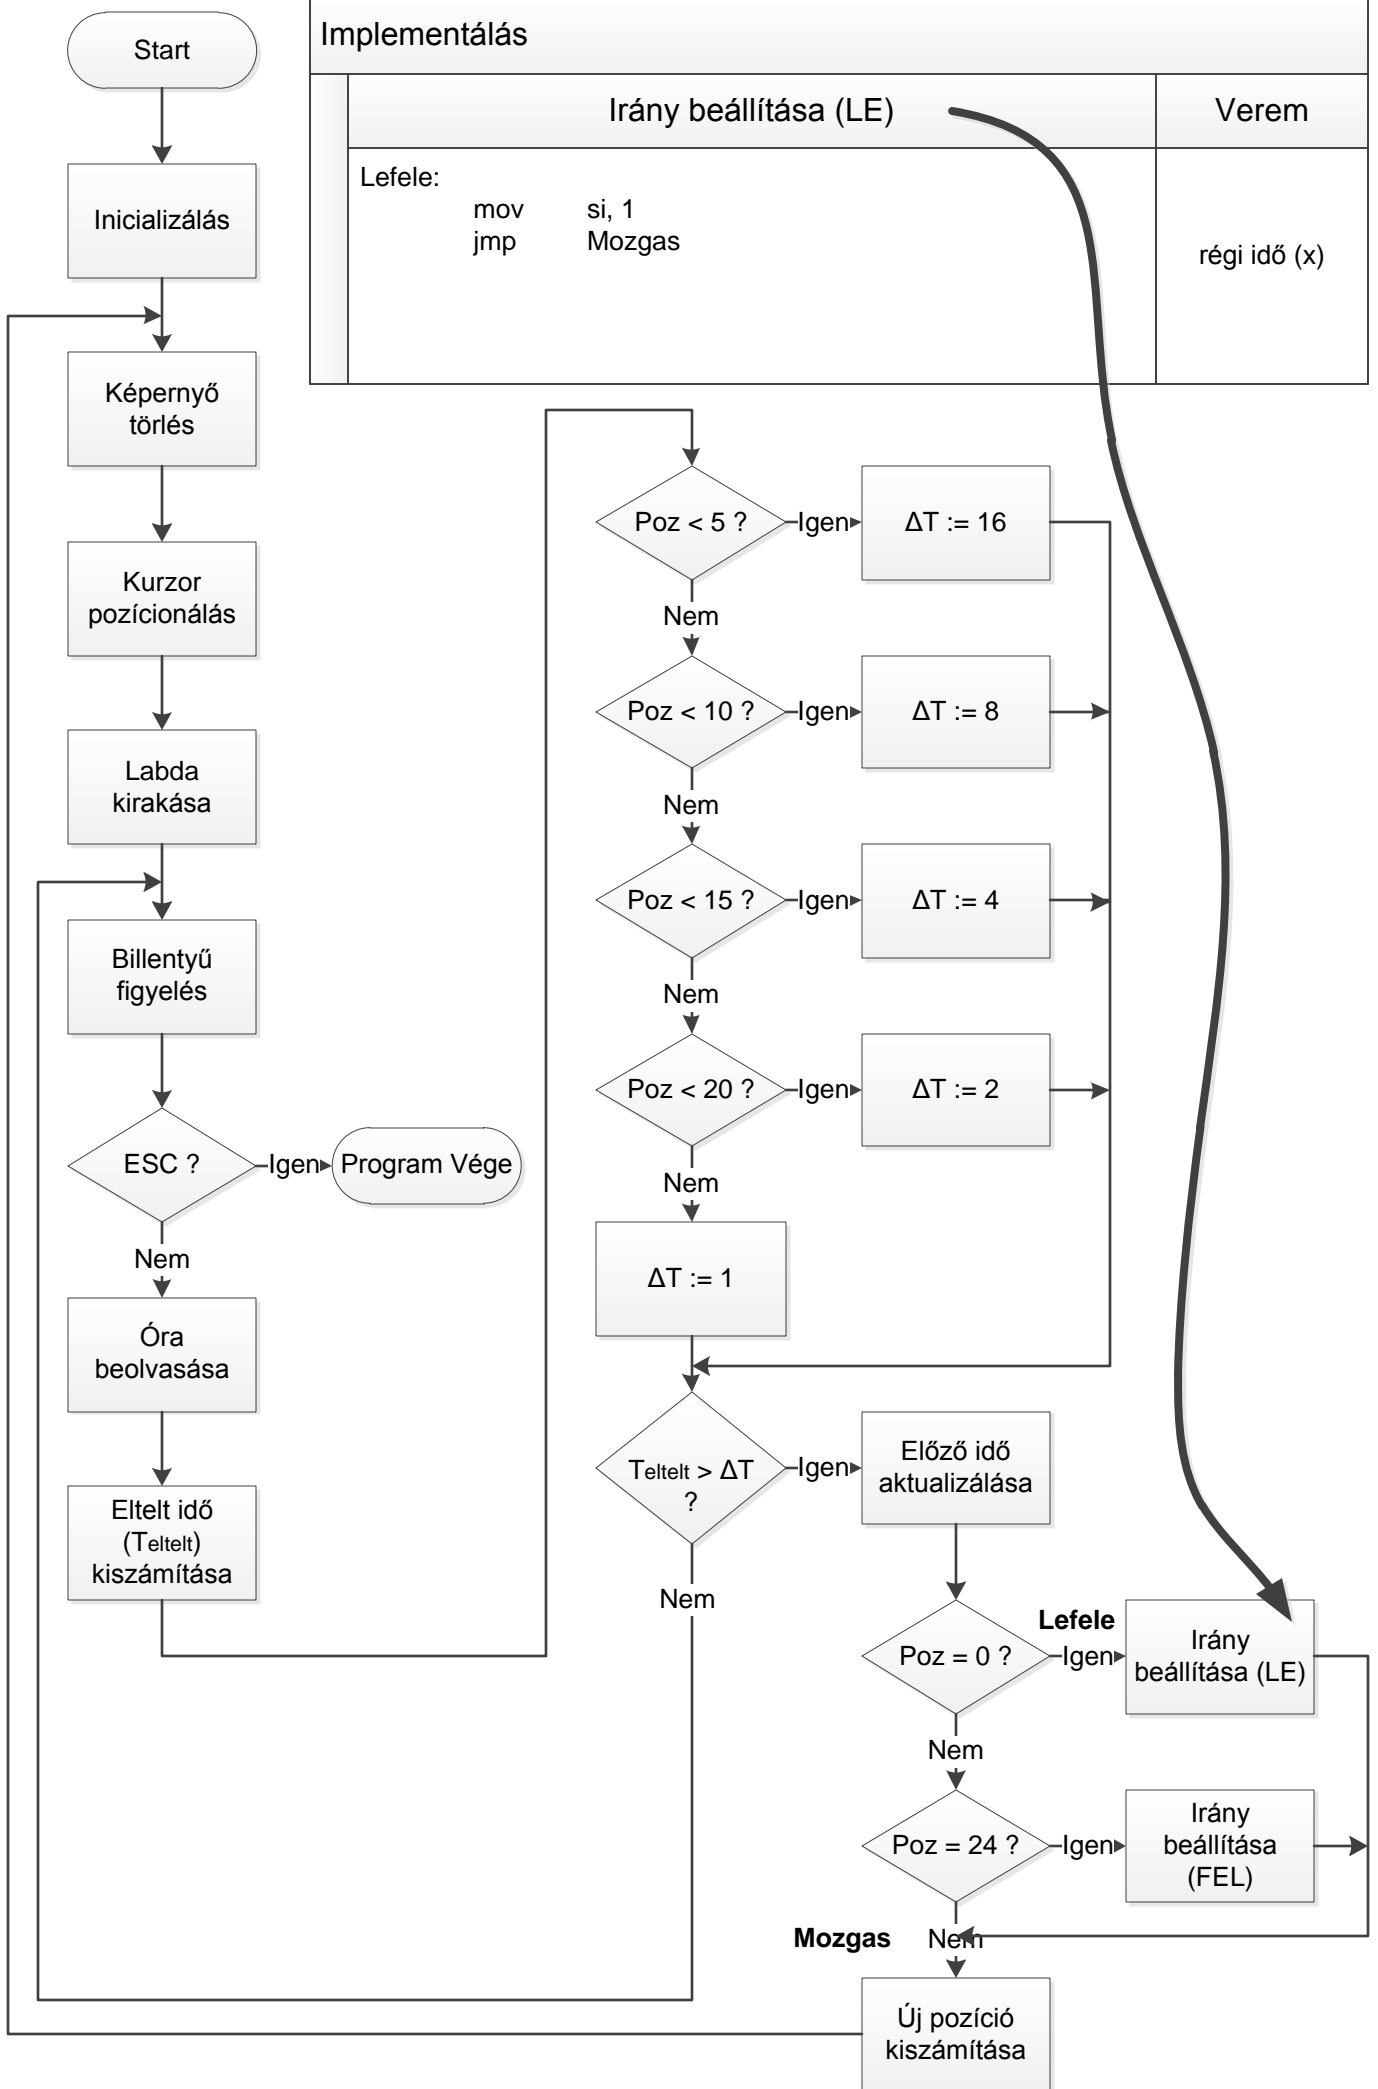 Start
Inicializálás
Képernyő
törlés
Kurzor
pozícionálás
Labda
kirakása
Billentyű
figyelés
ESC ?
Igen
Program Vége
Nem
Óra
beolvasása
Eltelt idő
(Teltelt)
kiszámítása
Implementálás
Irány beállítása (LE)
Verem
Lefele:
mov si, 1
jmp Mozgas
régi idő (x)
Poz < 5 ?
Igen
ΔT := 16
Nem
Poz < 10 ?
Igen
ΔT := 8
Nem
Poz < 15 ?
Igen
ΔT := 4
Nem
Poz < 20 ?
Igen
ΔT := 2
Nem
ΔT := 1
Teltelt > ΔT
?
Igen
Előző idő
aktualizálása
Nem
Poz = 0 ?
Lefele
Igen
Irány
beállítása (LE)
Nem
Poz = 24 ?
Igen
Irány
beállítása
(FEL)
Mozgas
Nem
Új pozíció
kiszámítása